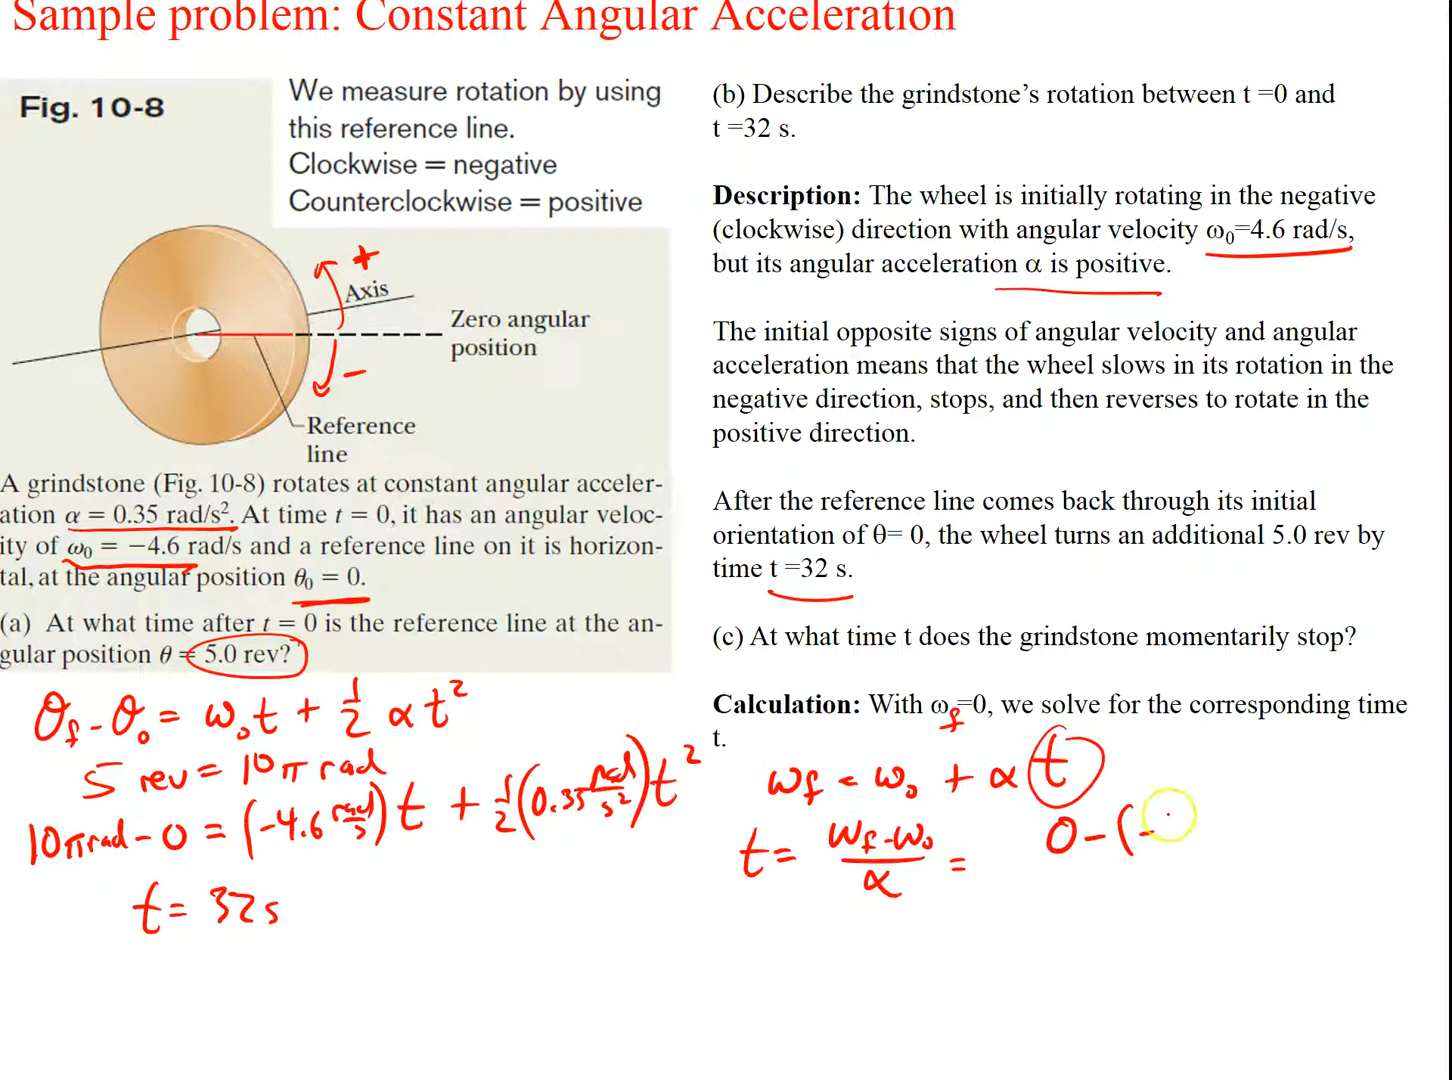 Sample problem: Constant Angular Acceleration
Fig. 10-8
We measure rotation by using
this reference line.
Clockwise = negative
Counterclockwise = positive
+
Axis
Zero angular
position
−
Reference
line
A grindstone (Fig. 10-8) rotates at constant angular acceler-
ation α = 0.35 rad/s². At time t = 0, it has an angular veloc-
ity of ω₀ = −4.6 rad/s and a reference line on it is horizon-
tal, at the angular position θ₀ = 0.
(a) At what time after t = 0 is the reference line at the an-
gular position θ = 5.0 rev?
θf - θ₀ = ω₀t + 1/2 αt²
5 rev = 10π rad
10π rad - 0 = (-4.6 rad/s)t + 1/2(0.35 rad/s²)t²
t = 32s
(b) Describe the grindstone’s rotation between t =0 and
t =32 s.
Description: The wheel is initially rotating in the negative
(clockwise) direction with angular velocity ω₀=4.6 rad/s,
but its angular acceleration α is positive.
The initial opposite signs of angular velocity and angular
acceleration means that the wheel slows in its rotation in the
negative direction, stops, and then reverses to rotate in the
positive direction.
After the reference line comes back through its initial
orientation of θ= 0, the wheel turns an additional 5.0 rev by
time t =32 s.
(c) At what time t does the grindstone momentarily stop?
Calculation: With ωf=0, we solve for the corresponding time
t.
ωf = ω₀ + αt
t = (ωf - ω₀)/α = 0 - (-